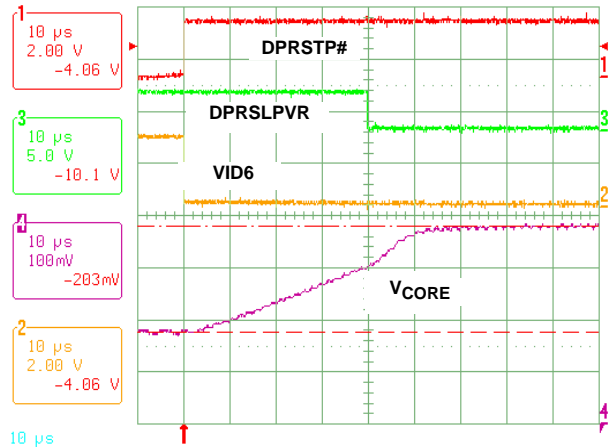 1
10 µs
2.00 V
-4.06 V
DPRSTP#
1
3
10 µs
5.0 V
-10.1 V
DPRSLPVR
3
VID6
2
4
10 µs
100mV
-203mV
VCORE
2
10 µs
2.00 V
-4.06 V
4
10 µs